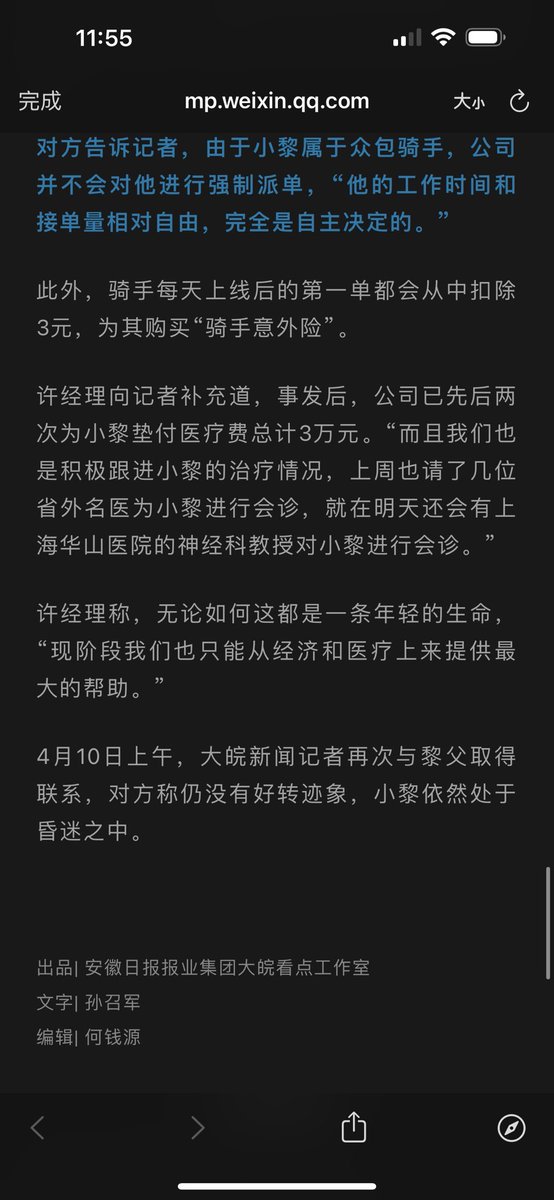 11:55
完成
mp.weixin.qq.com
大小
对方告诉记者，由于小黎属于众包骑手，公司
并不会对他进行强制派单，“他的工作时间和
接单量相对自由，完全是自主决定的。”
此外，骑手每天上线后的第一单都会从中扣除
3元，为其购买“骑手意外险”。
许经理向记者补充道，事发后，公司已先后两
次为小黎垫付医疗费总计3万元。“而且我们也
是积极跟进小黎的治疗情况，上周也请了几位
省外名医为小黎进行会诊，就在明天还会有上
海华山医院的神经科教授对小黎进行会诊。”
许经理称，无论如何这都是一条年轻的生命，
“现阶段我们也只能从经济和医疗上来提供最
大的帮助。”
4月10日上午，大皖新闻记者再次与黎父取得
联系，对方称仍没有好转迹象，小黎依然处于
昏迷之中。
出品| 安徽日报报业集团大皖看点工作室
文字| 孙召军
编辑| 何钱源